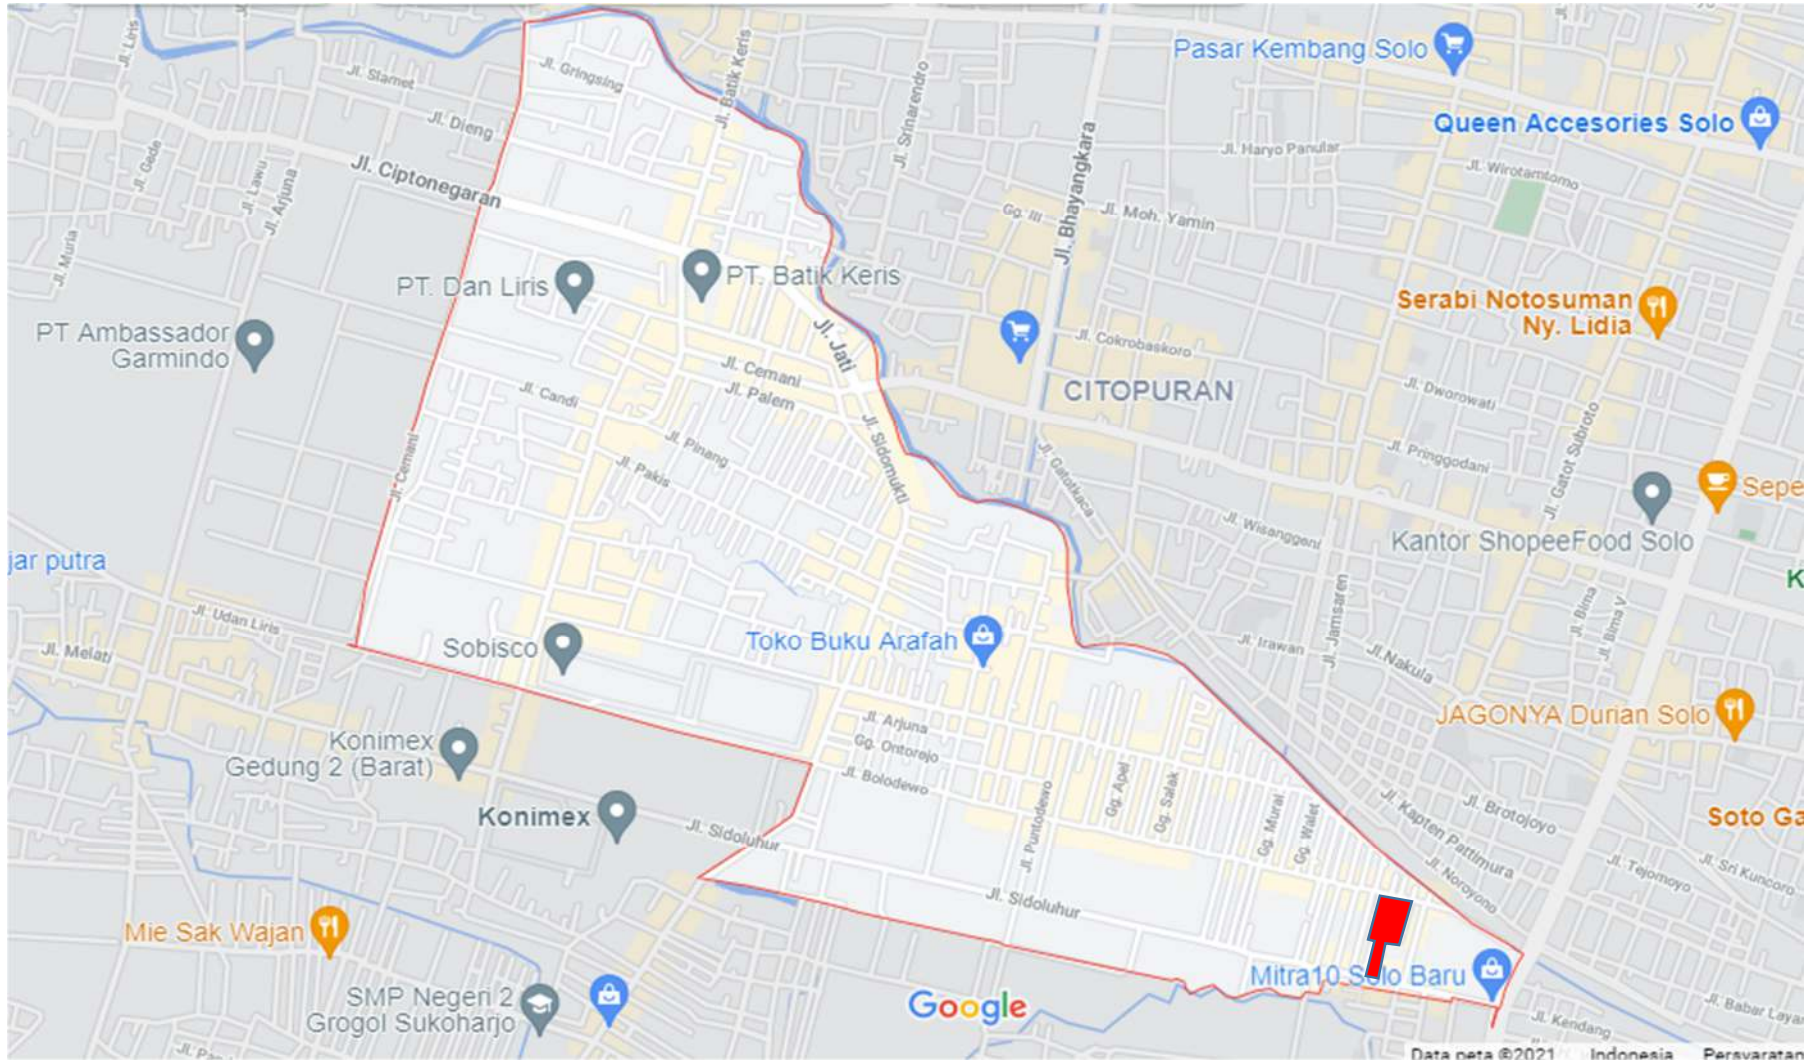 Jl. Liris
Jl. Slamet
Jl. Gringsing
Jl. Batik Keris
Jl. Srinarendro
Pasar Kembang Solo
Queen Accesories Solo
Jl. Dieng
Jl. Gede
Jl. Lawu
Jl. Arjuna
Jl. Ciptonegaran
Jl. Haryo Panular
Jl. Wirotamtomo
Jl. Bhayangkara
Gg. III
Jl. Moh. Yamin
Jl. Muria
PT. Dan Liris
PT. Batik Keris
PT Ambassador
Garmindo
Jl. Jati
Serabi Notosuman
Ny. Lidia
Jl. Cokrobaskoro
Jl. Cemani
Jl. Palem
Jl. Candi
CITOPURAN
Jl. Dworowati
Jl. Gatot Subroto
Jl. Pinang
Jl. Pakis
Jl. Sidomukti
Jl. Cemani
Jl. Gatotkaca
Jl. Pringgodani
Sepe
Jl. Wisanggeni
Kantor ShopeeFood Solo
jar putra
K
Jl. Udan Liris
Jl. Melati
Sobisco
Toko Buku Arafah
Jl. Irawan
Jl. Jamsaren
Jl. Nakula
Jl. Bima
Jl. Bima V
JAGONYA Durian Solo
Jl. Arjuna
Gg. Ontorejo
Jl. Bolodewo
Konimex
Gedung 2 (Barat)
Konimex
Jl. Sidoluhur
Jl. Puntodewo
Gg. Apel
Gg. Salak
Gg. Murai
Gg. Walet
Jl. Kapten Pattimura
Jl. Brotojoyo
Jl. Noroyono
Soto Ga
Jl. Tejomoyo
Jl. Sri Kuncoro
Jl. Sidoluhur
Mie Sak Wajan
Mitra10 Solo Baru
SMP Negeri 2
Grogol Sukoharjo
Google
Jl. Babar Layar
Jl. Kendang
Data peta ©2021 Indonesia Persyaratan